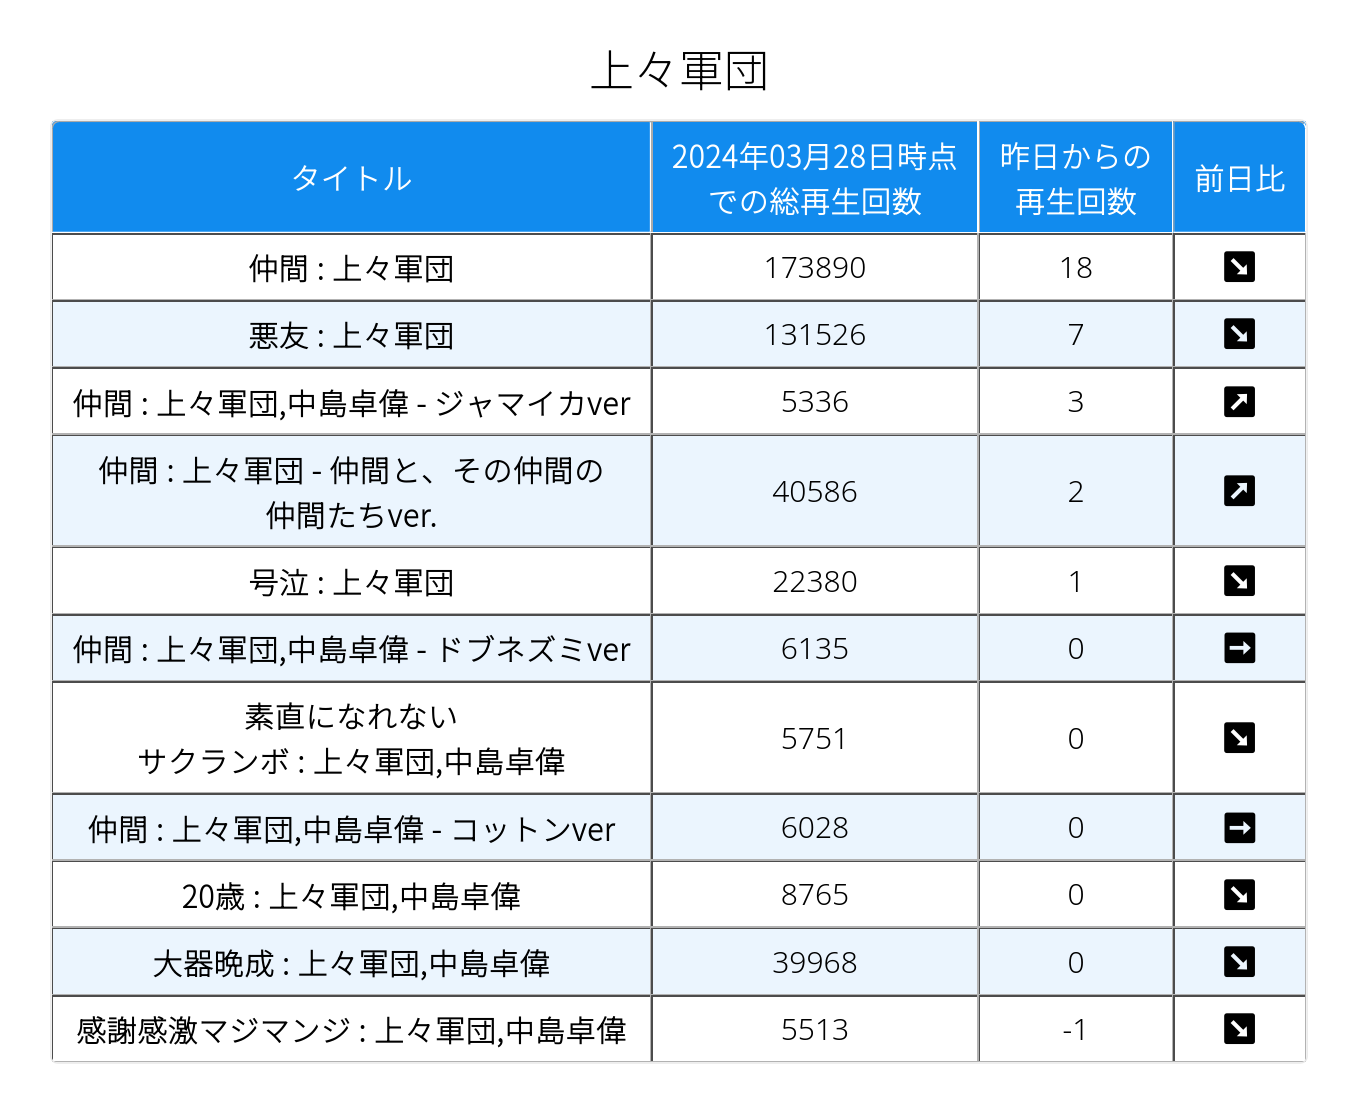 上々軍団
タイトル
2024年03月28日時点
での総再生回数
昨日からの
再生回数
前日比
仲間 : 上々軍団
173890
18
悪友 : 上々軍団
131526
7
仲間 : 上々軍団,中島卓偉 - ジャマイカver
5336
3
仲間 : 上々軍団 - 仲間と、その仲間の
仲間たちver.
40586
2
号泣 : 上々軍団
22380
1
仲間 : 上々軍団,中島卓偉 - ドブネズミver
6135
0
素直になれない
サクランボ : 上々軍団,中島卓偉
5751
0
仲間 : 上々軍団,中島卓偉 - コットンver
6028
0
20歳 : 上々軍団,中島卓偉
8765
0
大器晩成 : 上々軍団,中島卓偉
39968
0
感謝感激マジマンジ : 上々軍団,中島卓偉
5513
-1